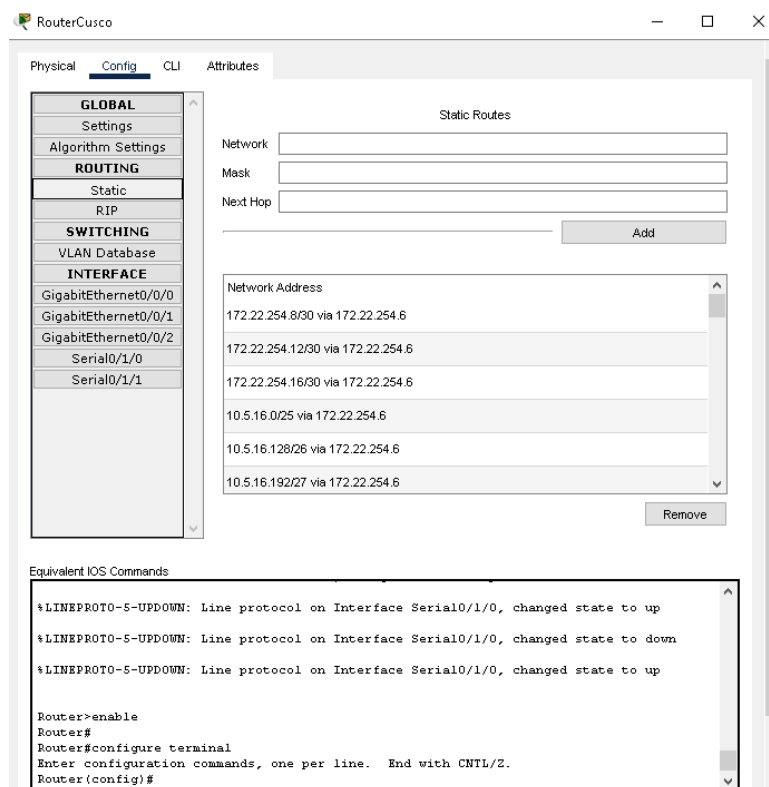 RouterCusco
Physical Config CLI Attributes
GLOBAL
Settings
Algorithm Settings
ROUTING
Static
RIP
SWITCHING
VLAN Database
INTERFACE
GigabitEthernet0/0/0
GigabitEthernet0/0/1
GigabitEthernet0/0/2
Serial0/1/0
Serial0/1/1
Static Routes
Network
Mask
Next Hop
Add
Network Address
172.22.254.8/30 via 172.22.254.6
172.22.254.12/30 via 172.22.254.6
172.22.254.16/30 via 172.22.254.6
10.5.16.0/25 via 172.22.254.6
10.5.16.128/26 via 172.22.254.6
10.5.16.192/27 via 172.22.254.6
Remove
Equivalent IOS Commands
%LINEPROTO-5-UPDOWN: Line protocol on Interface Serial0/1/0, changed state to up
%LINEPROTO-5-UPDOWN: Line protocol on Interface Serial0/1/0, changed state to down
%LINEPROTO-5-UPDOWN: Line protocol on Interface Serial0/1/0, changed state to up
Router>enable
Router#
Router#configure terminal
Enter configuration commands, one per line.  End with CNTL/Z.
Router(config)#